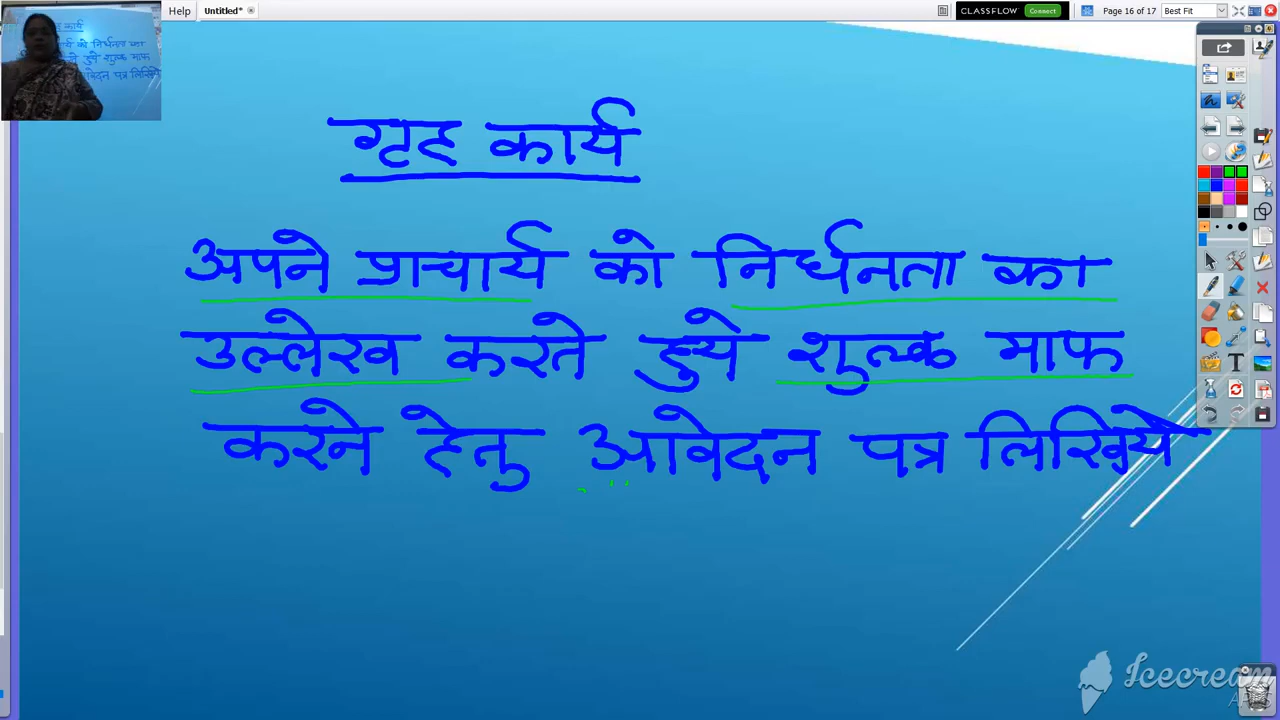 Help
Untitled*
CLASSFLOW Connect
Page 16 of 17
Best Fit
गृह कार्य
अपने प्राचार्य को निर्धनता का
उल्लेख करते हुये शुल्क माफ
करने हेतु आवेदन पत्र लिखिये
Icecream
APPS